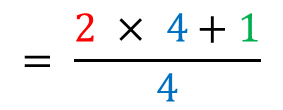 2 × 4 + 1
=
4